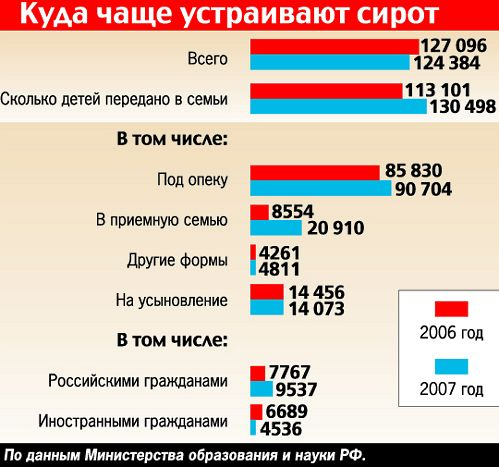 Куда чаще устраивают сирот
Всего
127 096
124 384
Сколько детей передано в семьи
113 101
130 498
В том числе:
Под опеку
85 830
90 704
В приемную семью
8554
20 910
Другие формы
4261
4811
На усыновление
14 456
14 073
В том числе:
Российскими гражданами
7767
9537
Иностранными гражданами
6689
4536
2006 год
2007 год
По данным Министерства образования и науки РФ.